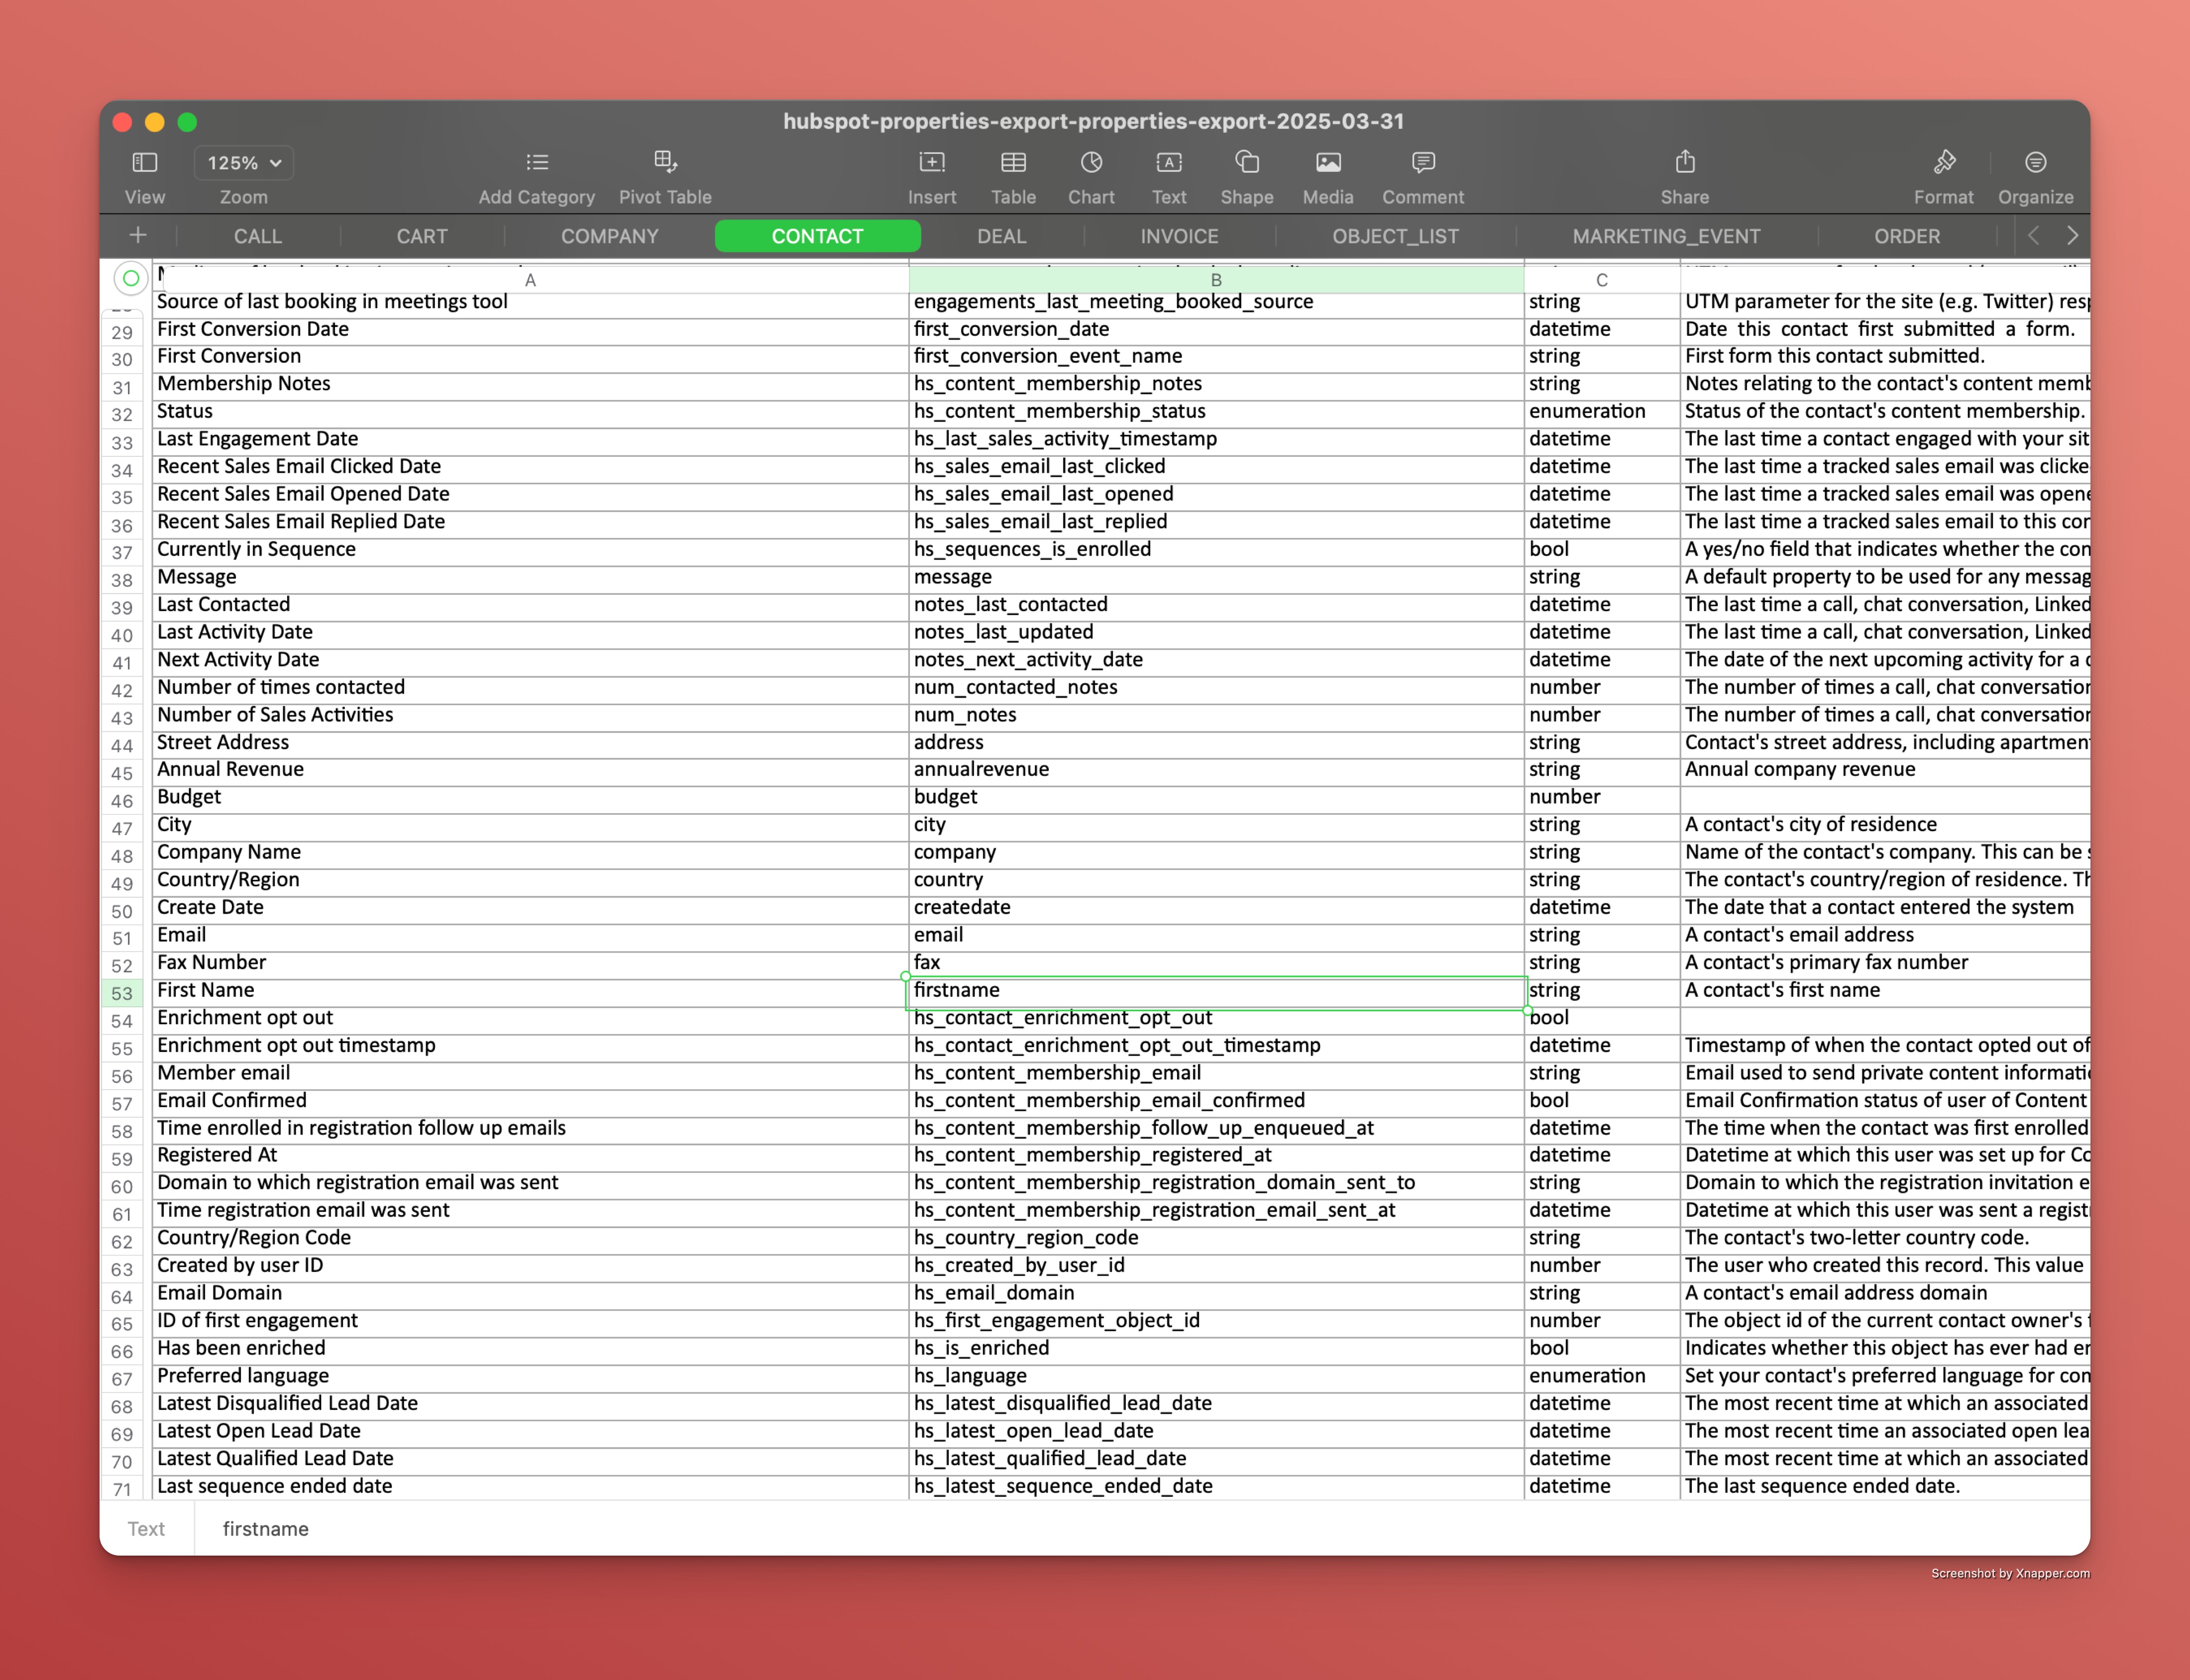 hubspot-properties-export-properties-export-2025-03-31
125%
View Zoom Add Category Pivot Table Insert Table Chart Text Shape Media Comment Share Format Organize
+ CALL CART COMPANY CONTACT DEAL INVOICE OBJECT_LIST MARKETING_EVENT ORDER
A B C
Source of last booking in meetings tool engagements_last_meeting_booked_source string UTM parameter for the site (e.g. Twitter) resp
29 First Conversion Date first_conversion_date datetime Date this contact first submitted a form.
30 First Conversion first_conversion_event_name string First form this contact submitted.
31 Membership Notes hs_content_membership_notes string Notes relating to the contact's content memb
32 Status hs_content_membership_status enumeration Status of the contact's content membership.
33 Last Engagement Date hs_last_sales_activity_timestamp datetime The last time a contact engaged with your sit
34 Recent Sales Email Clicked Date hs_sales_email_last_clicked datetime The last time a tracked sales email was clicke
35 Recent Sales Email Opened Date hs_sales_email_last_opened datetime The last time a tracked sales email was opene
36 Recent Sales Email Replied Date hs_sales_email_last_replied datetime The last time a tracked sales email to this con
37 Currently in Sequence hs_sequences_is_enrolled bool A yes/no field that indicates whether the con
38 Message message string A default property to be used for any messag
39 Last Contacted notes_last_contacted datetime The last time a call, chat conversation, Linked
40 Last Activity Date notes_last_updated datetime The last time a call, chat conversation, Linked
41 Next Activity Date notes_next_activity_date datetime The date of the next upcoming activity for a c
42 Number of times contacted num_contacted_notes number The number of times a call, chat conversation
43 Number of Sales Activities num_notes number The number of times a call, chat conversation
44 Street Address address string Contact's street address, including apartment
45 Annual Revenue annualrevenue string Annual company revenue
46 Budget budget number
47 City city string A contact's city of residence
48 Company Name company string Name of the contact's company. This can be s
49 Country/Region country string The contact's country/region of residence. Th
50 Create Date createdate datetime The date that a contact entered the system
51 Email email string A contact's email address
52 Fax Number fax string A contact's primary fax number
53 First Name firstname string A contact's first name
54 Enrichment opt out hs_contact_enrichment_opt_out bool
55 Enrichment opt out timestamp hs_contact_enrichment_opt_out_timestamp datetime Timestamp of when the contact opted out of
56 Member email hs_content_membership_email string Email used to send private content informatio
57 Email Confirmed hs_content_membership_email_confirmed bool Email Confirmation status of user of Content
58 Time enrolled in registration follow up emails hs_content_membership_follow_up_enqueued_at datetime The time when the contact was first enrolled
59 Registered At hs_content_membership_registered_at datetime Datetime at which this user was set up for Co
60 Domain to which registration email was sent hs_content_membership_registration_domain_sent_to string Domain to which the registration invitation e
61 Time registration email was sent hs_content_membership_registration_email_sent_at datetime Datetime at which this user was sent a registr
62 Country/Region Code hs_country_region_code string The contact's two-letter country code.
63 Created by user ID hs_created_by_user_id number The user who created this record. This value
64 Email Domain hs_email_domain string A contact's email address domain
65 ID of first engagement hs_first_engagement_object_id number The object id of the current contact owner's
66 Has been enriched hs_is_enriched bool Indicates whether this object has ever had en
67 Preferred language hs_language enumeration Set your contact's preferred language for com
68 Latest Disqualified Lead Date hs_latest_disqualified_lead_date datetime The most recent time at which an associated
69 Latest Open Lead Date hs_latest_open_lead_date datetime The most recent time an associated open lea
70 Latest Qualified Lead Date hs_latest_qualified_lead_date datetime The most recent time at which an associated
71 Last sequence ended date hs_latest_sequence_ended_date datetime The last sequence ended date.
Text firstname
Screenshot by Xnapper.com